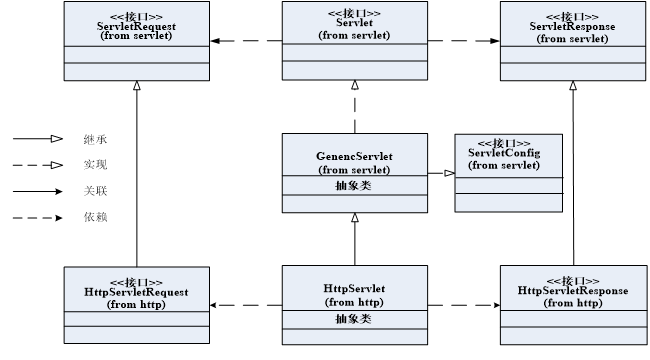 <<接口>>
ServletRequest
(from servlet)
<<接口>>
Servlet
(from servlet)
<<接口>>
ServletResponse
(from servlet)
继承
实现
关联
依赖
GenencServlet
(from servlet)
抽象类
<<接口>>
ServletConfig
(from servlet)
<<接口>>
HttpServletRequest
(from http)
HttpServlet
(from http)
抽象类
<<接口>>
HttpServletResponse
(from http)